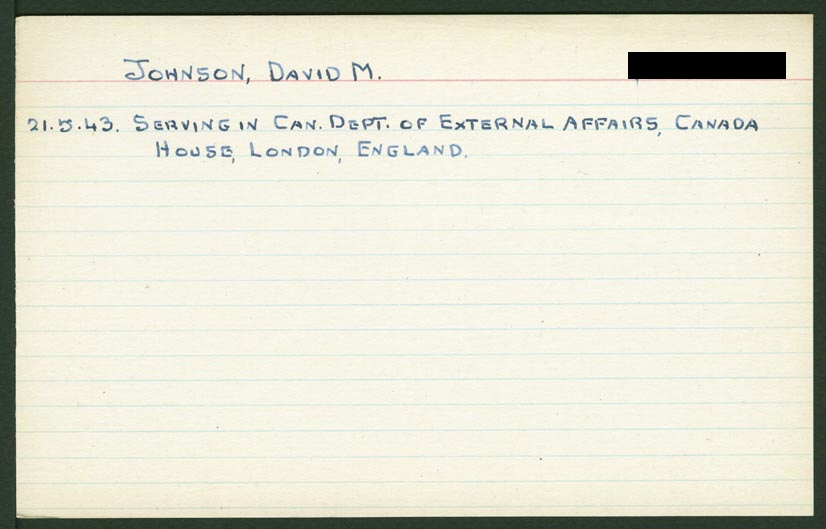 JOHNSON, DAVID M.
21.5.43. SERVING IN CAN. DEPT. OF EXTERNAL AFFAIRS, CANADA
HOUSE, LONDON, ENGLAND.